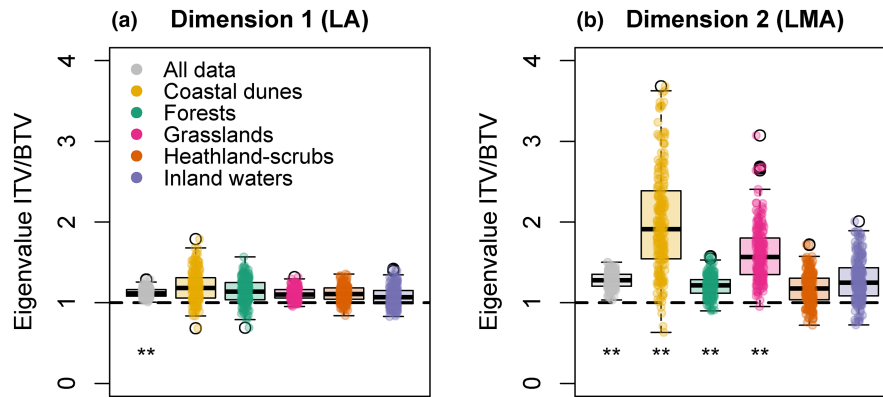 (a) Dimension 1 (LA)
Eigenvalue ITV/BTV
4
3
2
1
0
All data
Coastal dunes
Forests
Grasslands
Heathland-scrubs
Inland waters
**
(b) Dimension 2 (LMA)
Eigenvalue ITV/BTV
4
3
2
1
0
** ** ** **